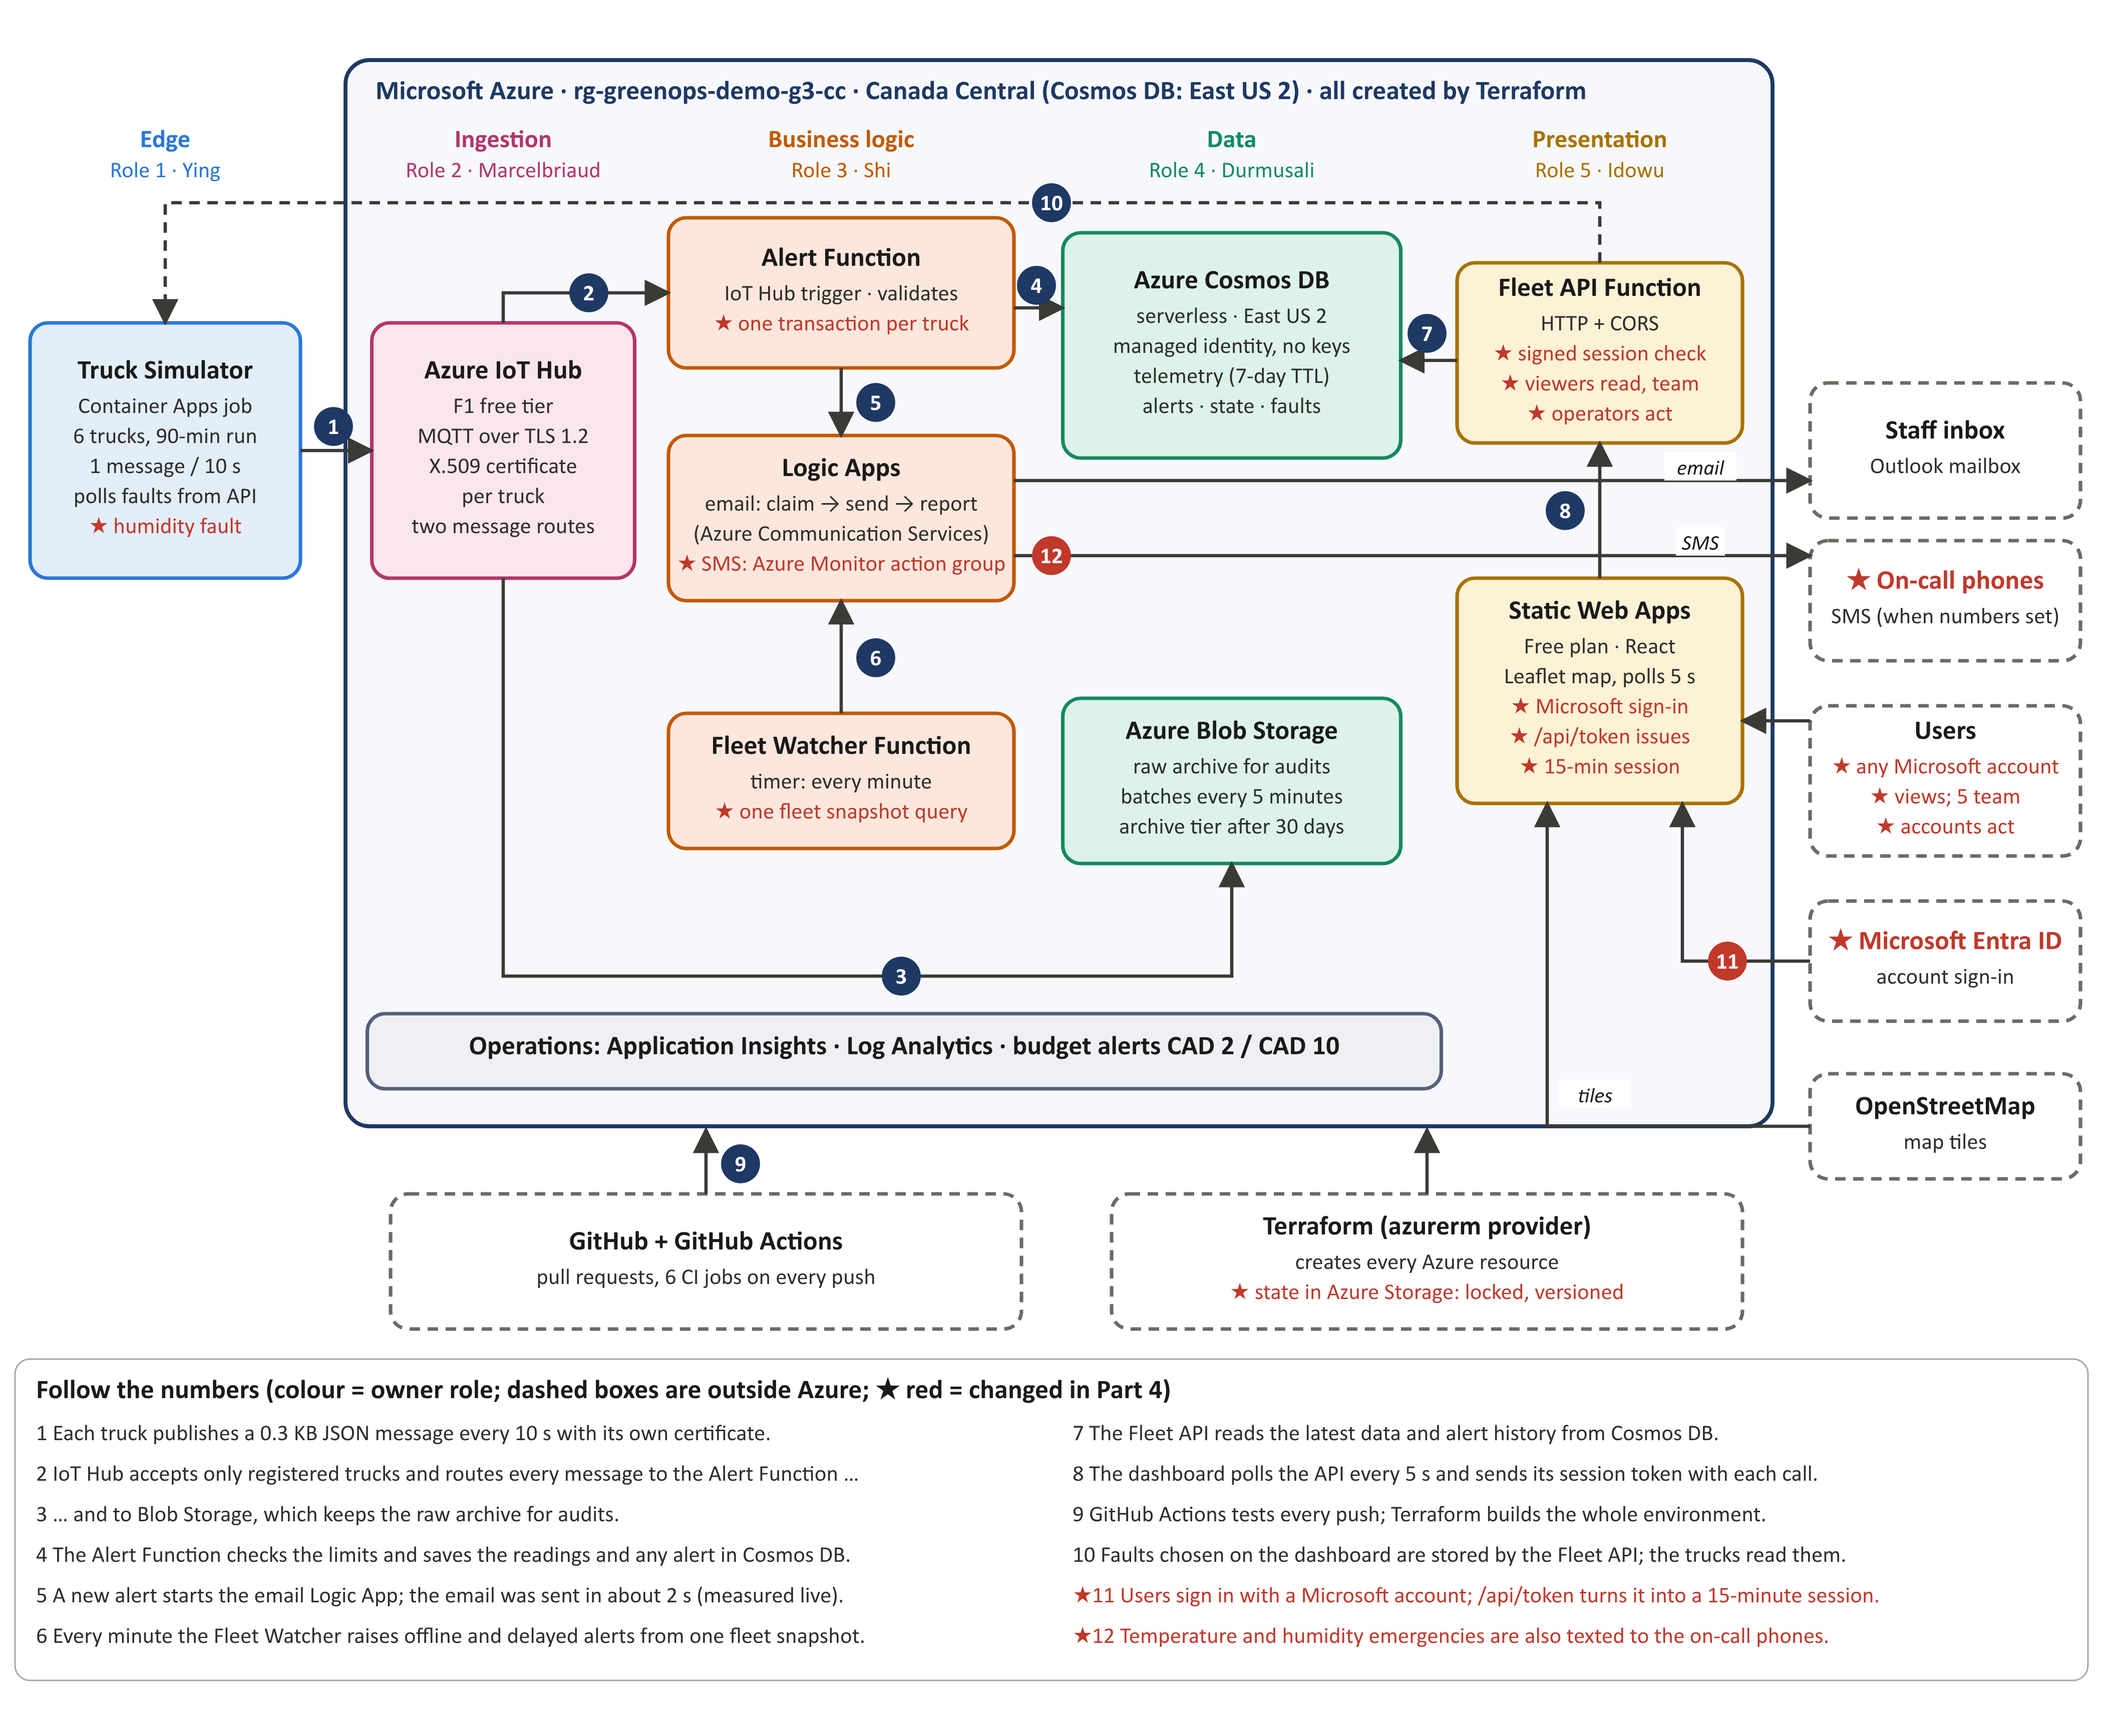 Microsoft Azure · rg-greenops-demo-g3-cc · Canada Central (Cosmos DB: East US 2) · all created by Terraform
Edge
Role 1 · Ying
Ingestion
Role 2 · Marcelbriaud
Business logic
Role 3 · Shi
Data
Role 4 · Durmusali
Presentation
Role 5 · Idowu
10
Truck Simulator
Container Apps job
6 trucks, 90-min run
1 message / 10 s
polls faults from API
★ humidity fault
1
Azure IoT Hub
F1 free tier
MQTT over TLS 1.2
X.509 certificate
per truck
two message routes
2
Alert Function
IoT Hub trigger · validates
★ one transaction per truck
4
5
Logic Apps
email: claim → send → report
(Azure Communication Services)
★ SMS: Azure Monitor action group
12
6
Fleet Watcher Function
timer: every minute
★ one fleet snapshot query
Azure Cosmos DB
serverless · East US 2
managed identity, no keys
telemetry (7-day TTL)
alerts · state · faults
7
Azure Blob Storage
raw archive for audits
batches every 5 minutes
archive tier after 30 days
3
Fleet API Function
HTTP + CORS
★ signed session check
★ viewers read, team
★ operators act
8
email
SMS
Static Web Apps
Free plan · React
Leaflet map, polls 5 s
★ Microsoft sign-in
★ /api/token issues
★ 15-min session
Staff inbox
Outlook mailbox
★ On-call phones
SMS (when numbers set)
Users
★ any Microsoft account
★ views; 5 team
★ accounts act
★ Microsoft Entra ID
account sign-in
11
OpenStreetMap
map tiles
tiles
Operations: Application Insights · Log Analytics · budget alerts CAD 2 / CAD 10
9
GitHub + GitHub Actions
pull requests, 6 CI jobs on every push
Terraform (azurerm provider)
creates every Azure resource
★ state in Azure Storage: locked, versioned
Follow the numbers (colour = owner role; dashed boxes are outside Azure; ★ red = changed in Part 4)
1 Each truck publishes a 0.3 KB JSON message every 10 s with its own certificate.
2 IoT Hub accepts only registered trucks and routes every message to the Alert Function ...
3 ... and to Blob Storage, which keeps the raw archive for audits.
4 The Alert Function checks the limits and saves the readings and any alert in Cosmos DB.
5 A new alert starts the email Logic App; the email was sent in about 2 s (measured live).
6 Every minute the Fleet Watcher raises offline and delayed alerts from one fleet snapshot.
7 The Fleet API reads the latest data and alert history from Cosmos DB.
8 The dashboard polls the API every 5 s and sends its session token with each call.
9 GitHub Actions tests every push; Terraform builds the whole environment.
10 Faults chosen on the dashboard are stored by the Fleet API; the trucks read them.
★11 Users sign in with a Microsoft account; /api/token turns it into a 15-minute session.
★12 Temperature and humidity emergencies are also texted to the on-call phones.